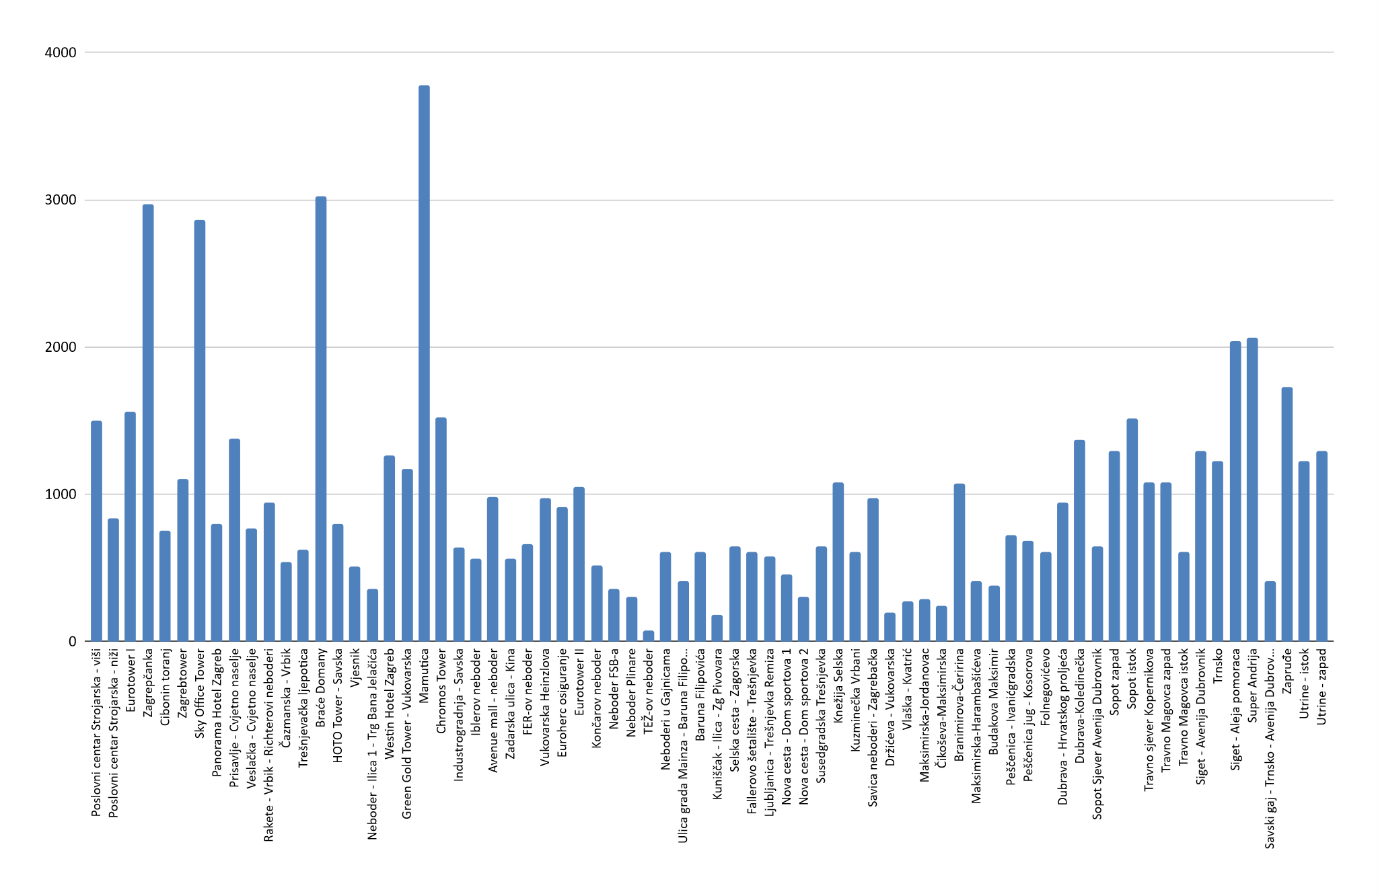 4000
3000
2000
1000
0
Poslovni centar Strojarska - viši
Poslovni centar Strojarska - niži
Eurotower I
Zagrepčanka
Cibonin toranj
Zagrebtower
Sky Office Tower
Panorama Hotel Zagreb
Prisavlje - Cvjetno naselje
Veslačka - Cvjetno naselje
Rakete - Vrbik - Richterovi neboderi
Čazmanska - Vrbik
Trešnjevačka ljepotica
Braće Domany
HOTO Tower - Savska
Vjesnik
Neboder - Ilica 1 - Trg Bana Jelačića
Westin Hotel Zagreb
Green Gold Tower - Vukovarska
Mamutica
Chromos Tower
Industrogradnja - Savska
Iblerov neboder
Avenue mall - neboder
Zadarska ulica - Kina
FER-ov neboder
Vukovarska Heinzlova
Euroherc osiguranje
Eurotower II
Končarov neboder
Neboder FSB-a
Neboder Plinare
TEŽ-ov neboder
Neboderi u Gajnicama
Ulica grada Mainza - Baruna Filipo...
Baruna Filipovića
Kuniščak - Ilica - Zg Pivovara
Selska cesta - Zagorska
Fallerovo šetalište - Trešnjevka
Ljubljanica - Trešnjevka Remiza
Nova cesta - Dom sportova 1
Nova cesta - Dom sportova 2
Susedgradska Trešnjevka
Knežija Selska
Kuzminečka Vrbani
Savica neboderi - Zagrebačka
Držićeva - Vukovarska
Vlaška - Kvatrić
Maksimirska-Jordanovac
Čikoševa-Maksimirska
Branimirova-Čeririna
Maksimirska-Harambašićeva
Budakova Maksimir
Peščenica - Ivanićgradska
Peščenica jug - Kosorova
Folnegovićevo
Dubrava - Hrvatskog proljeća
Dubrava-Koledinečka
Sopot Sjever Avenija Dubrovnik
Sopot zapad
Sopot istok
Travno sjever Kopernikova
Travno Magovca zapad
Travno Magovca istok
Siget - Avenija Dubrovnik
Trnsko
Siget - Aleja pomoraca
Super Andrija
Savski gaj - Trnsko - Avenija Dubrov...
Zapruđe
Utrine - istok
Utrine - zapad